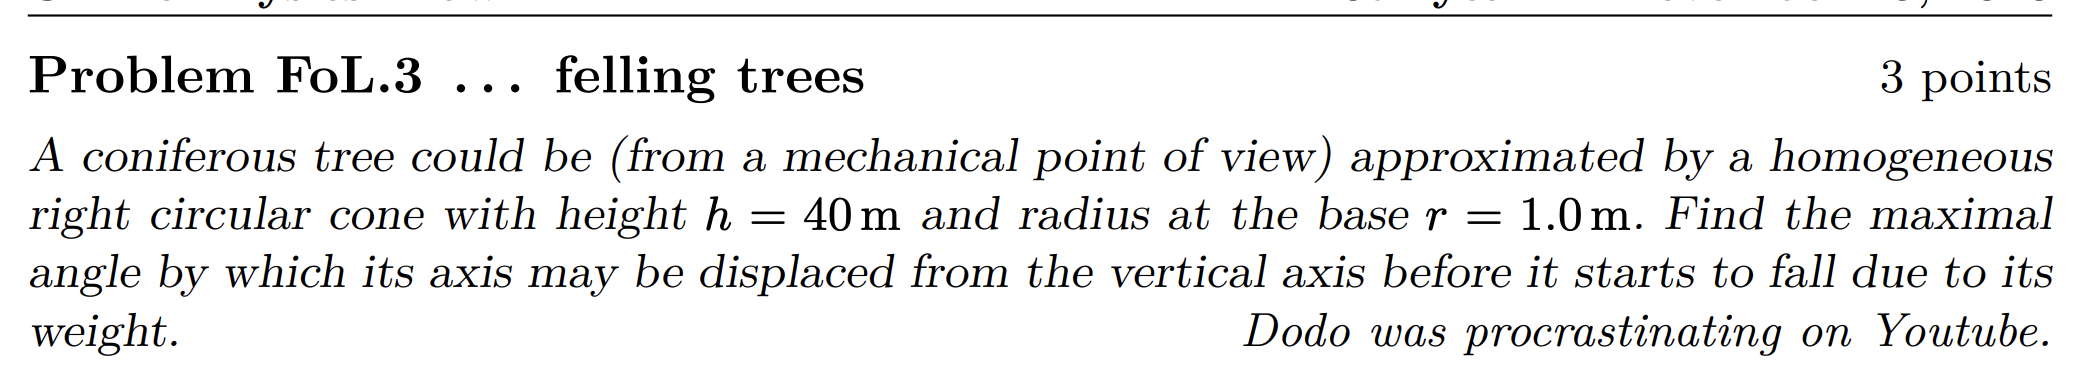 Problem FoL.3 ... felling trees 3 points
A coniferous tree could be (from a mechanical point of view) approximated by a homogeneous
right circular cone with height h = 40 m and radius at the base r = 1.0 m. Find the maximal
angle by which its axis may be displaced from the vertical axis before it starts to fall due to its
weight. Dodo was procrastinating on Youtube.